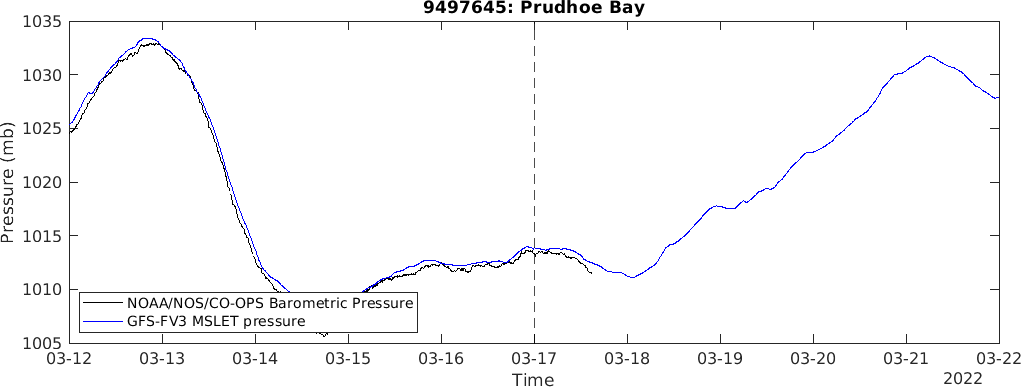 9497645: Prudhoe Bay
1035
1030
1025
1020
1015
1010
1005
Pressure (mb)
NOAA/NOS/CO-OPS Barometric Pressure
GFS-FV3 MSLET pressure
03-12 03-13 03-14 03-15 03-16 03-17 03-18 03-19 03-20 03-21 03-22
Time
2022